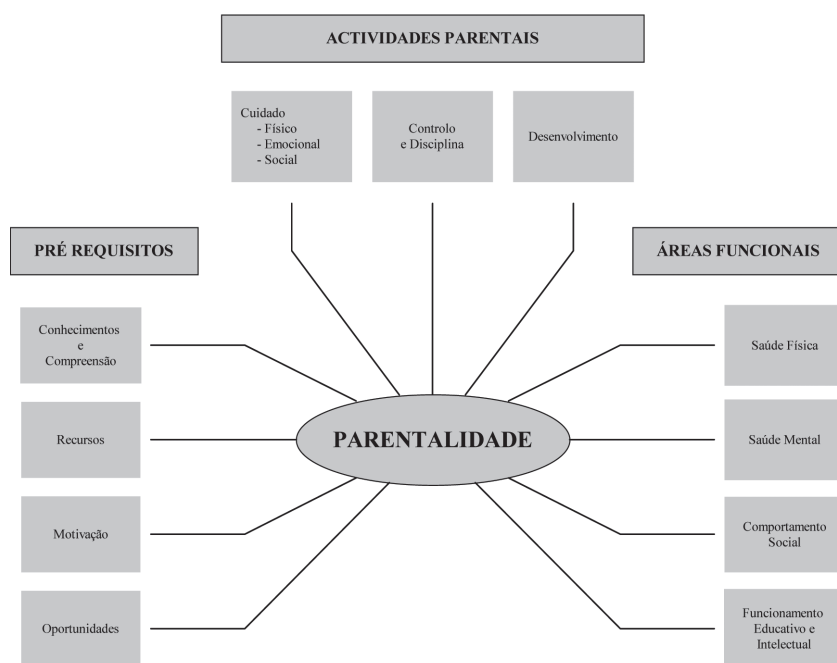 ACTIVIDADES PARENTAIS
Cuidado
- Físico
- Emocional
- Social
Controlo
e Disciplina
Desenvolvimento
PRÉ REQUISITOS
Conhecimentos
e
Compreensão
Recursos
Motivação
Oportunidades
PARENTALIDADE
ÁREAS FUNCIONAIS
Saúde Física
Saúde Mental
Comportamento
Social
Funcionamento
Educativo e
Intelectual